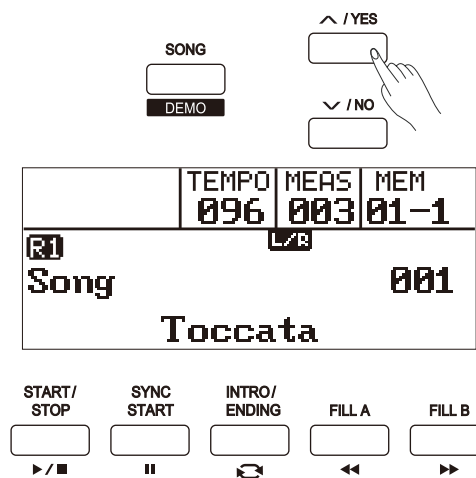 ∧ / YES
SONG
DEMO
∨ / NO
TEMPO MEAS MEM
096 003 01-1
R1 L/R
Song 001
Toccata
START/ STOP SYNC START INTRO/ ENDING FILL A FILL B